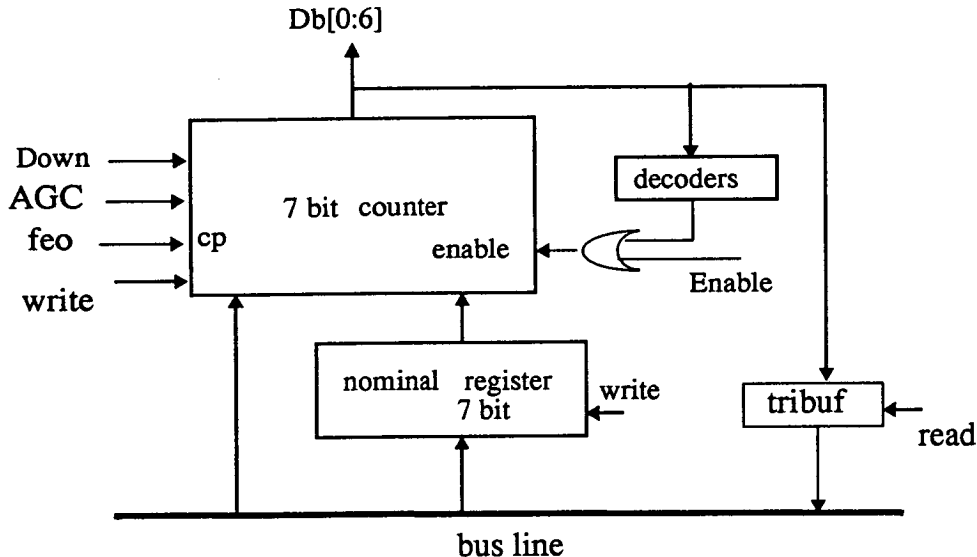 Db[0:6]
Down
AGC
feo
write
cp
7 bit counter
enable
decoders
Enable
nominal register
7 bit
write
tribuf
read
bus line